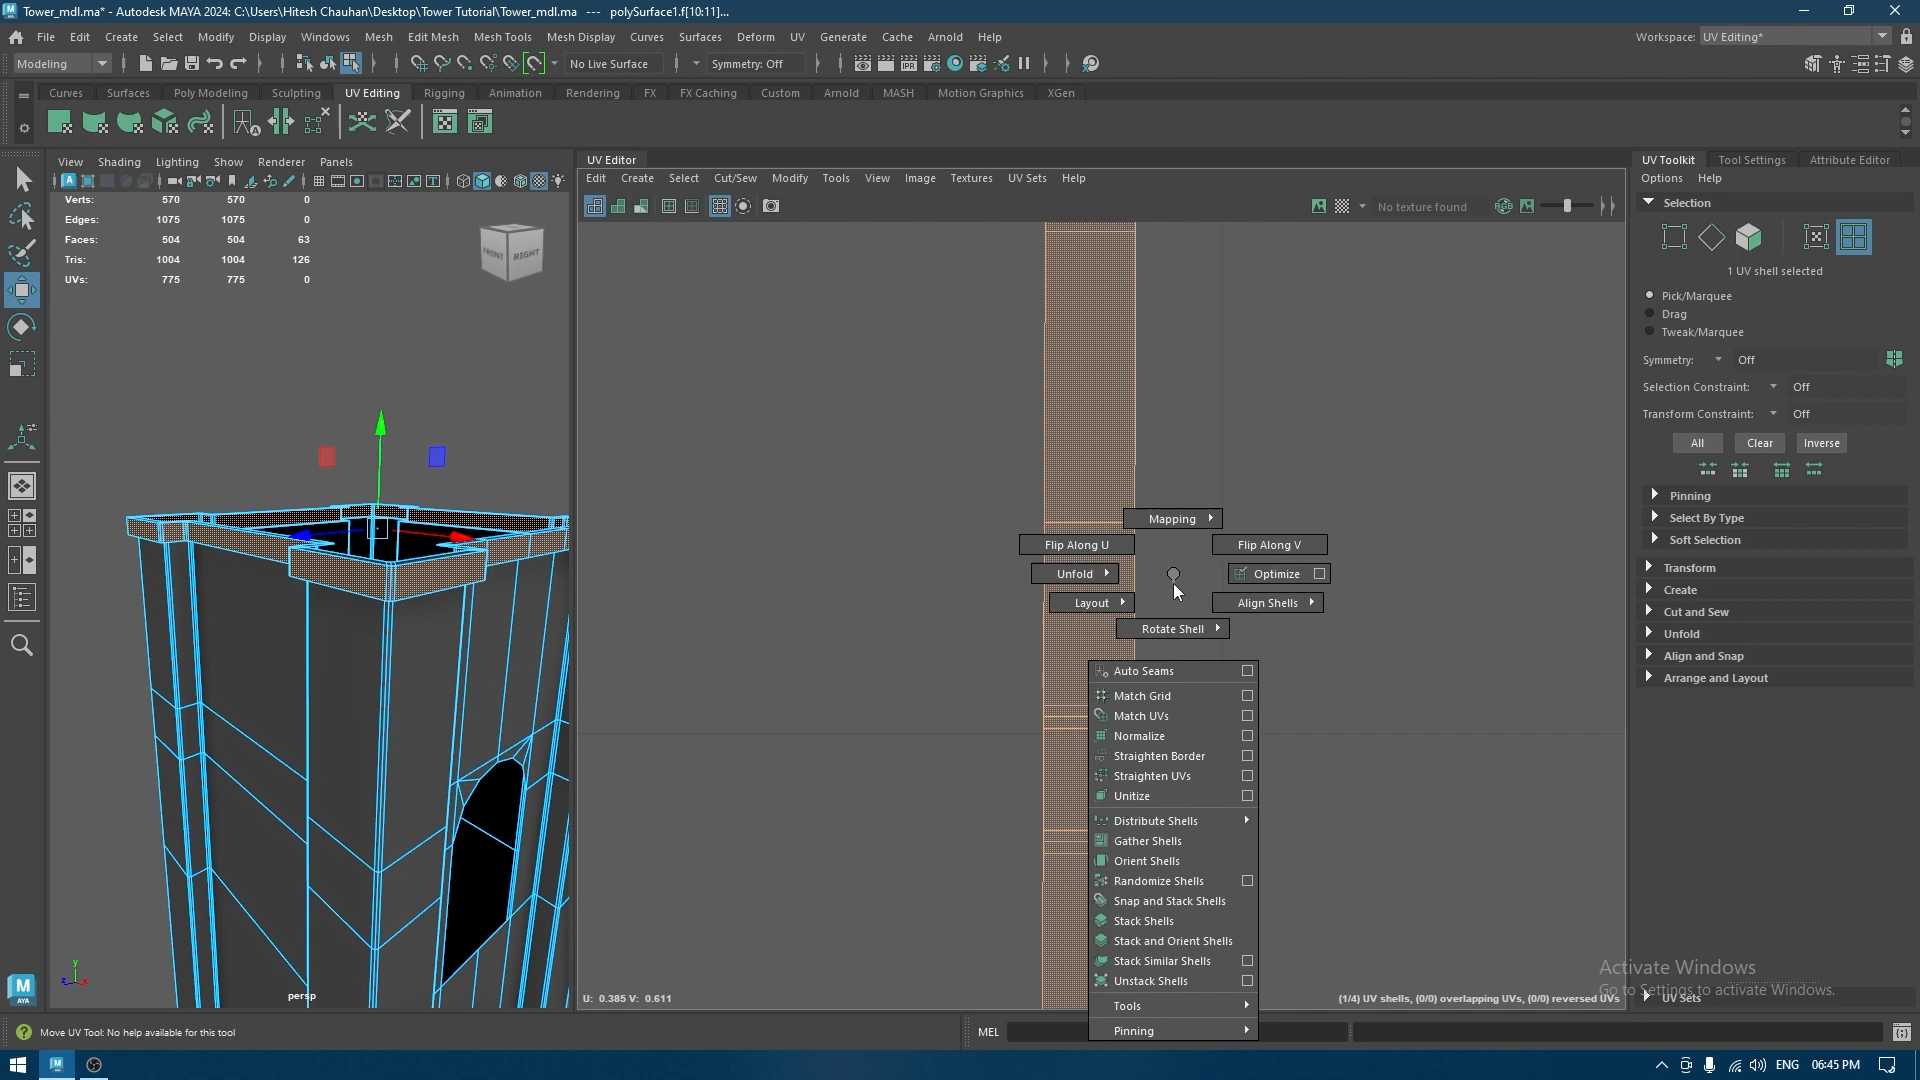 Tower_mdl.ma* - Autodesk MAYA 2024: C:\Users\Hitesh Chauhan\Desktop\Tower Tutorial\Tower_mdl.ma   ---   polySurface1.f[10:11]...
File Edit Create Select Modify Display Windows Mesh Edit Mesh Mesh Tools Mesh Display Curves Surfaces Deform UV Generate Cache Arnold Help Workspace: UV Editing*
Modeling No Live Surface Symmetry: Off
Curves Surfaces Poly Modeling Sculpting UV Editing Rigging Animation Rendering FX FX Caching Custom Arnold MASH Motion Graphics XGen
View Shading Lighting Show Renderer Panels
Verts: 570 570 0
Edges: 1075 1075 0
Faces: 504 504 63
Tris: 1004 1004 126
UVs: 775 775 0
FRONT RIGHT
persp
UV Editor
Edit Create Select Cut/Sew Modify Tools View Image Textures UV Sets Help
No texture found
Mapping
Flip Along U
Flip Along V
Unfold
Optimize
Layout
Align Shells
Rotate Shell
Auto Seams
Match Grid
Match UVs
Normalize
Straighten Border
Straighten UVs
Unitize
Distribute Shells
Gather Shells
Orient Shells
Randomize Shells
Snap and Stack Shells
Stack Shells
Stack and Orient Shells
Stack Similar Shells
Unstack Shells
Tools
Pinning
U: 0.385 V: 0.611
(1/4) UV shells, (0/0) overlapping UVs, (0/0) reversed UVs
UV Toolkit Tool Settings Attribute Editor
Options Help
Selection
1 UV shell selected
Pick/Marquee
Drag
Tweak/Marquee
Symmetry: Off
Selection Constraint: Off
Transform Constraint: Off
All Clear Inverse
Pinning
Select By Type
Soft Selection
Transform
Create
Cut and Sew
Unfold
Align and Snap
Arrange and Layout
UV Sets
Activate Windows
Go to Settings to activate Windows.
Move UV Tool: No help available for this tool
MEL
M
AYA
ENG 06:45 PM